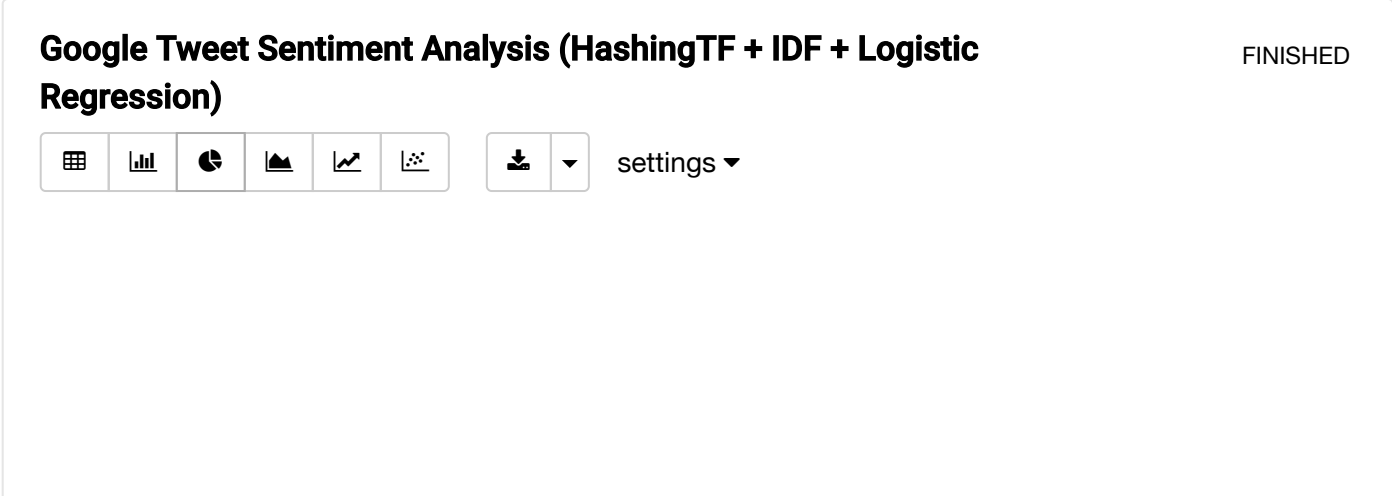 Google Tweet Sentiment Analysis (HashingTF + IDF + Logistic
Regression)
FINISHED
settings